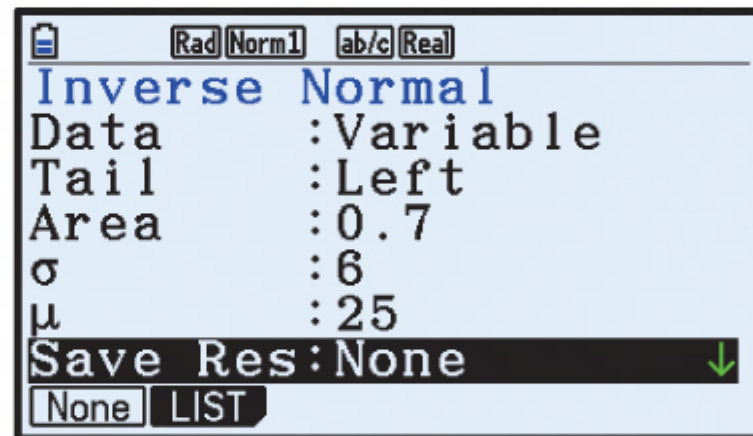 Rad Norm1 ab/c Real
Inverse Normal
Data :Variable
Tail :Left
Area :0.7
σ :6
μ :25
Save Res:None ↓
None LIST